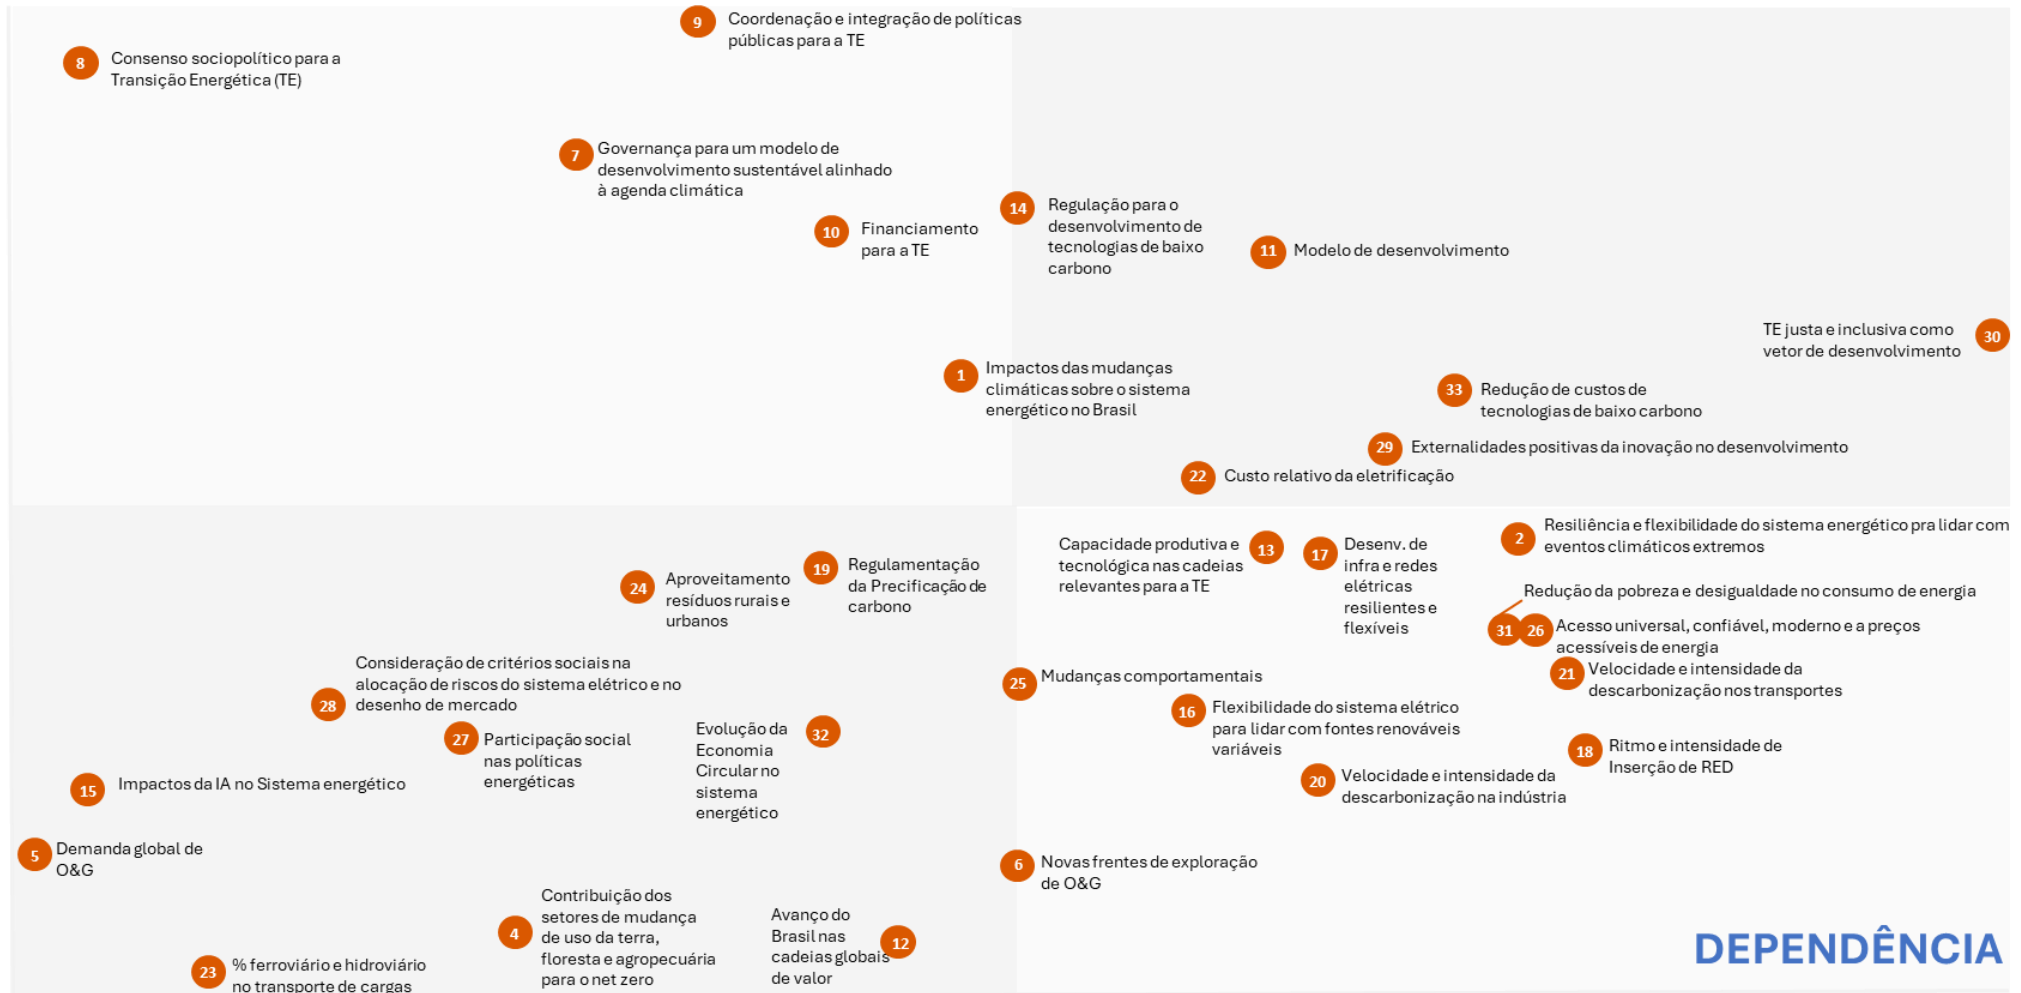 9
Coordenação e integração de políticas
públicas para a TE
8
Consenso sociopolítico para a
Transição Energética (TE)
7
Governança para um modelo de
desenvolvimento sustentável alinhado
à agenda climática
14
Regulação para o
desenvolvimento de
tecnologias de baixo
carbono
10
Financiamento
para a TE
11
Modelo de desenvolvimento
TE justa e inclusiva como
vetor de desenvolvimento
30
1
Impactos das mudanças
climáticas sobre o sistema
energético no Brasil
33
Redução de custos de
tecnologias de baixo carbono
29
Externalidades positivas da inovação no desenvolvimento
22
Custo relativo da eletrificação
Capacidade produtiva e
tecnológica nas cadeias
relevantes para a TE
13
17
Desenv. de
infra e redes
elétricas
resilientes e
flexíveis
2
Resiliência e flexibilidade do sistema energético pra lidar com
eventos climáticos extremos
24
Aproveitamento
resíduos rurais e
urbanos
19
Regulamentação
da Precificação de
carbono
Redução da pobreza e desigualdade no consumo de energia
31
26
Acesso universal, confiável, moderno e a preços
acessíveis de energia
21
Velocidade e intensidade da
descarbonização nos transportes
28
Consideração de critérios sociais na
alocação de riscos do sistema elétrico e no
desenho de mercado
25
Mudanças comportamentais
16
Flexibilidade do sistema elétrico
para lidar com fontes renováveis
variáveis
27
Participação social
nas políticas
energéticas
Evolução da
Economia
Circular no
sistema
energético
32
18
Ritmo e intensidade de
Inserção de RED
15
Impactos da IA no Sistema energético
20
Velocidade e intensidade da
descarbonização na indústria
5
Demanda global de
O&G
6
Novas frentes de exploração
de O&G
4
Contribuição dos
setores de mudança
de uso da terra,
floresta e agropecuária
para o net zero
Avanço do
Brasil nas
cadeias globais
de valor
12
23
% ferroviário e hidroviário
no transporte de cargas
DEPENDÊNCIA